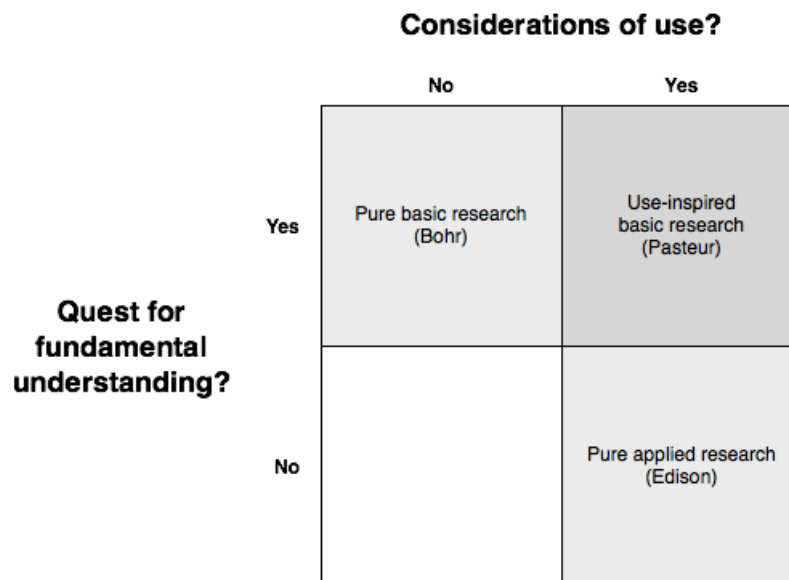 Considerations of use?
No
Yes
Yes
Pure basic research
(Bohr)
Use-inspired
basic research
(Pasteur)
Quest for
fundamental
understanding?
No
Pure applied research
(Edison)